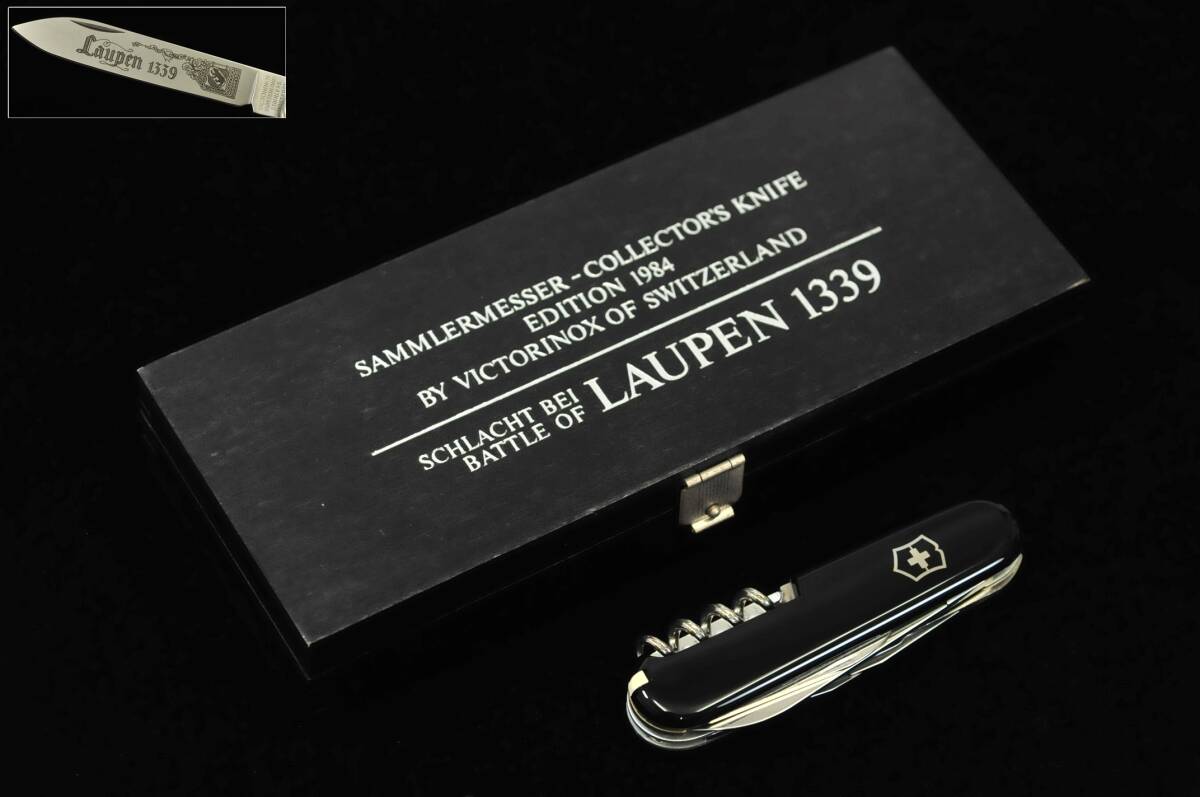 Laupen 1339
SAMMLERMESSER - COLLECTOR'S KNIFE
EDITION 1984
BY VICTORINOX OF SWITZERLAND
SCHLACHT BEI
BATTLE OF
LAUPEN 1339